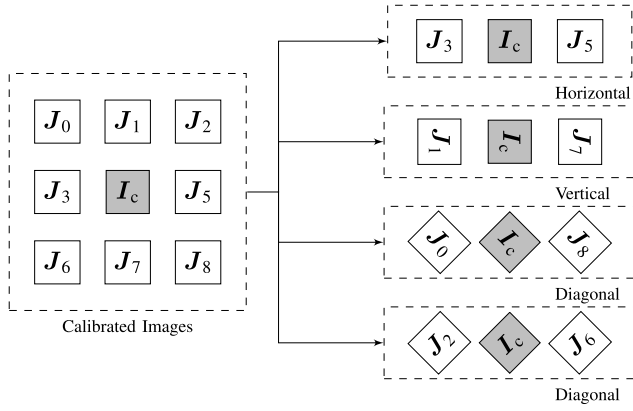 J0 J1 J2
J3 Ic J5
J6 J7 J8
Calibrated Images
J3 Ic J5
Horizontal
J1 Ic J7
Vertical
J0 Ic J8
Diagonal
J2 Ic J6
Diagonal